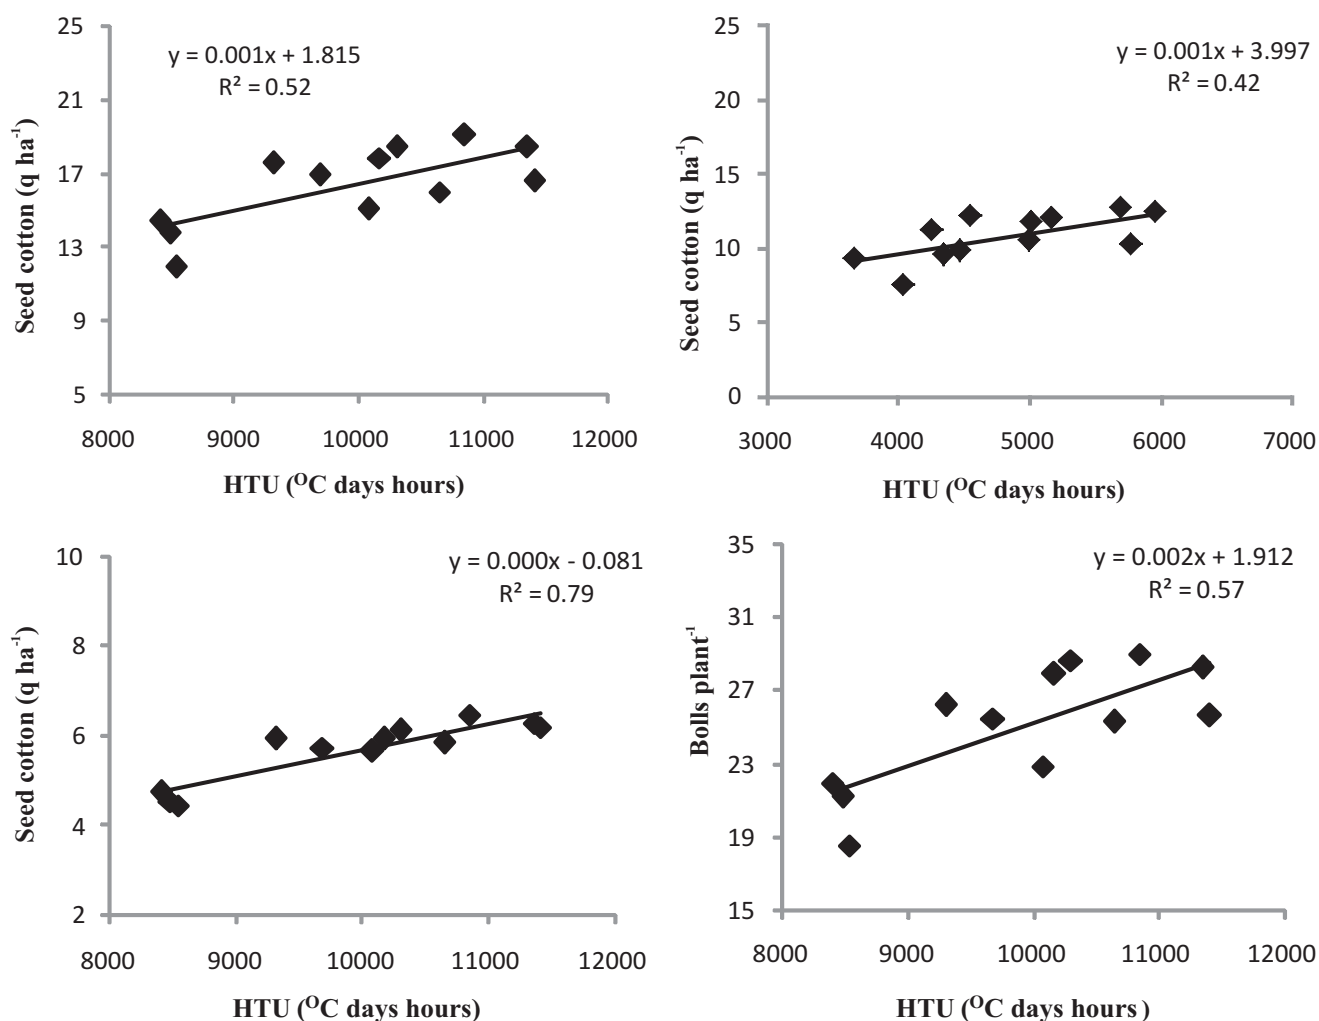 25
21
17
13
9
5
y = 0.001x + 1.815
R² = 0.52
Seed cotton (q ha⁻¹)
8000 9000 10000 11000 12000
HTU (ᴼC days hours)
25
20
15
10
5
0
y = 0.001x + 3.997
R² = 0.42
Seed cotton (q ha⁻¹)
3000 4000 5000 6000 7000
HTU (ᴼC days hours)
10
8
6
4
2
y = 0.000x - 0.081
R² = 0.79
Seed cotton (q ha⁻¹)
8000 9000 10000 11000 12000
HTU (ᴼC days hours)
35
31
27
23
19
15
y = 0.002x + 1.912
R² = 0.57
Bolls plant⁻¹
8000 9000 10000 11000 12000
HTU (ᴼC days hours)